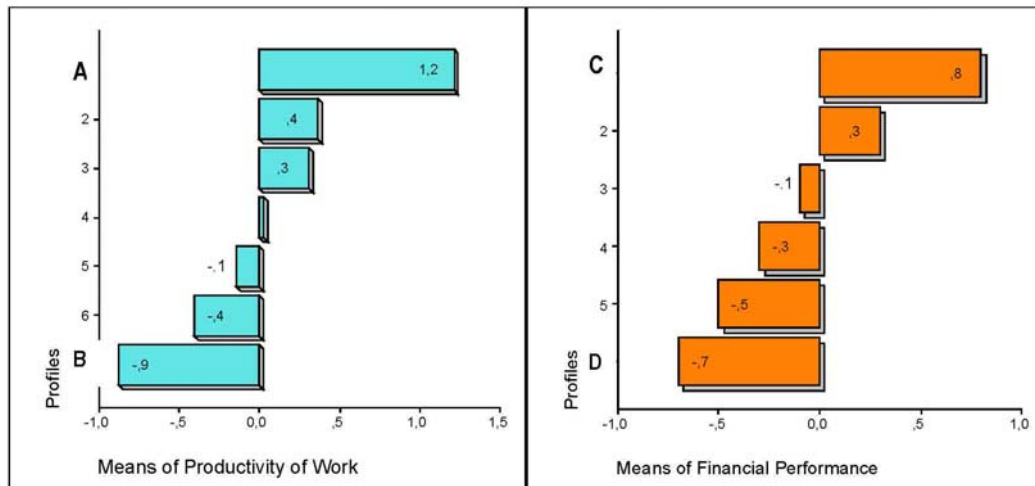 A
1,2
2
,4
3
,3
4
5
-,1
6
-,4
B
-,9
Profiles
-1,0 -,5 0,0 ,5 1,0 1,5
Means of Productivity of Work
C
,8
2
,3
3
-,1
4
-,3
5
-,5
D
-,7
Profiles
-1,0 -,5 0,0 ,5 1,0
Means of Financial Performance